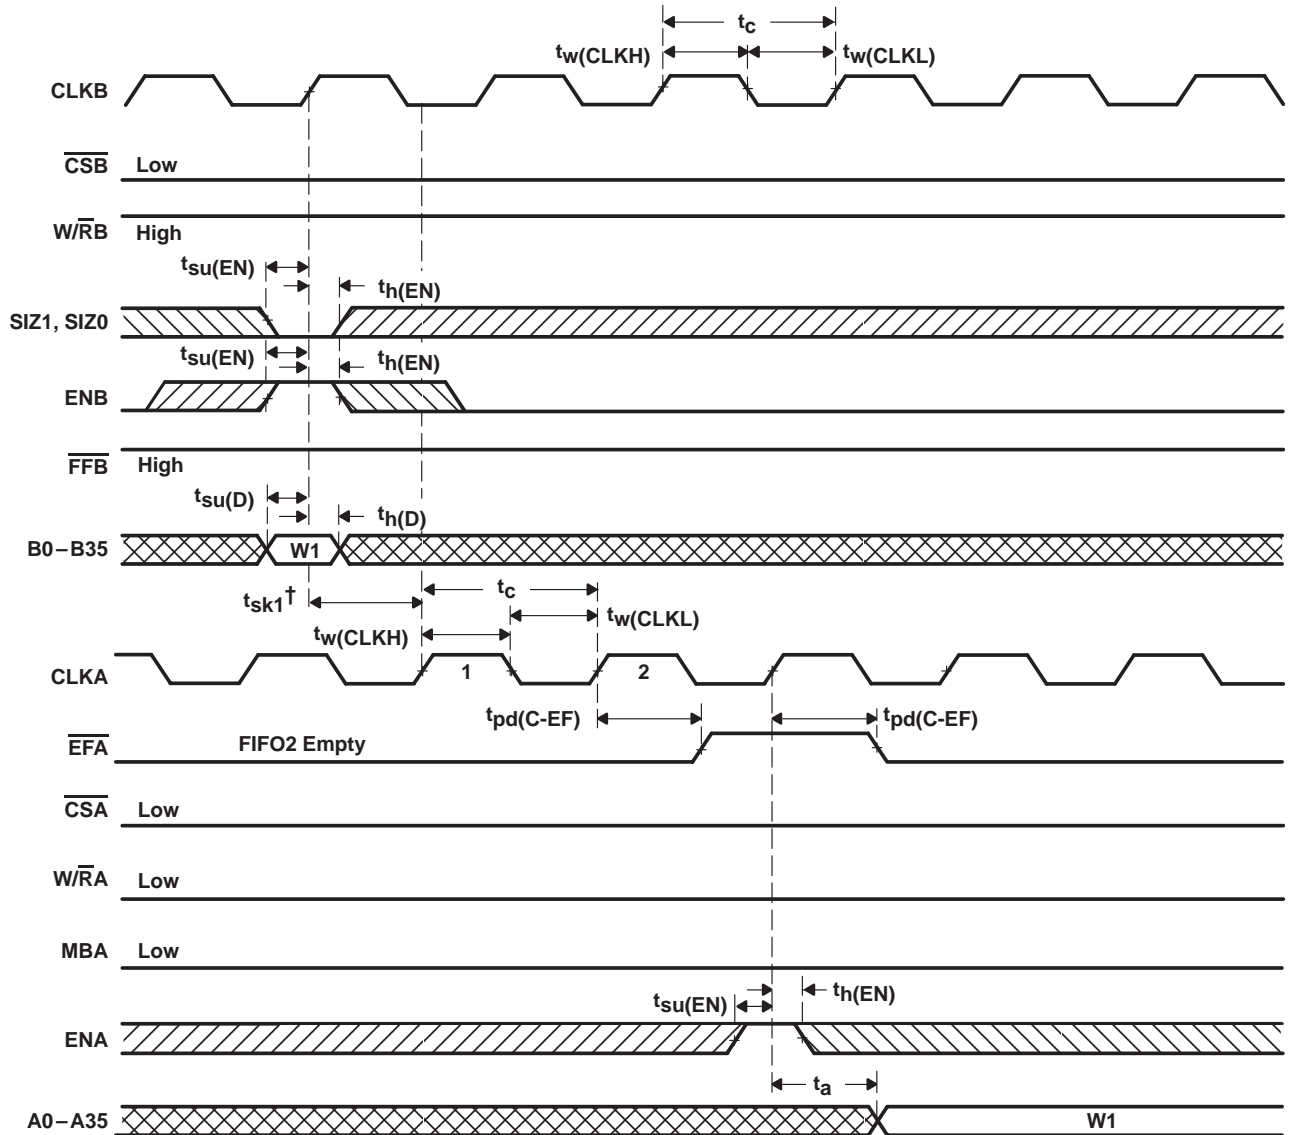 tc
tw(CLKH) tw(CLKL)
CLKB
CSB Low
W/RB High
tsu(EN)
th(EN)
SIZ1, SIZ0
tsu(EN) th(EN)
ENB
FFB High
tsu(D)
th(D)
B0–B35 W1
tsk1† tc
tw(CLKH) tw(CLKL)
CLKA 1 2
tpd(C-EF) tpd(C-EF)
EFA FIFO2 Empty
CSA Low
W/RA Low
MBA Low
tsu(EN) th(EN)
ENA
ta
A0–A35 W1